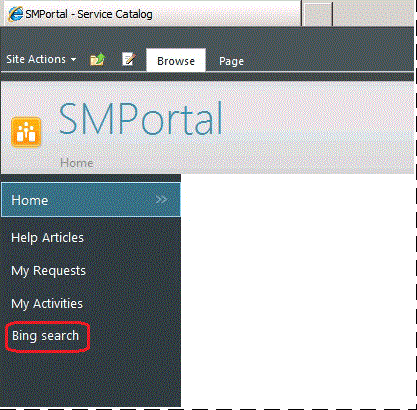 SMPortal - Service Catalog
Site Actions Browse Page
SMPortal
Home
Home
Help Articles
My Requests
My Activities
Bing search